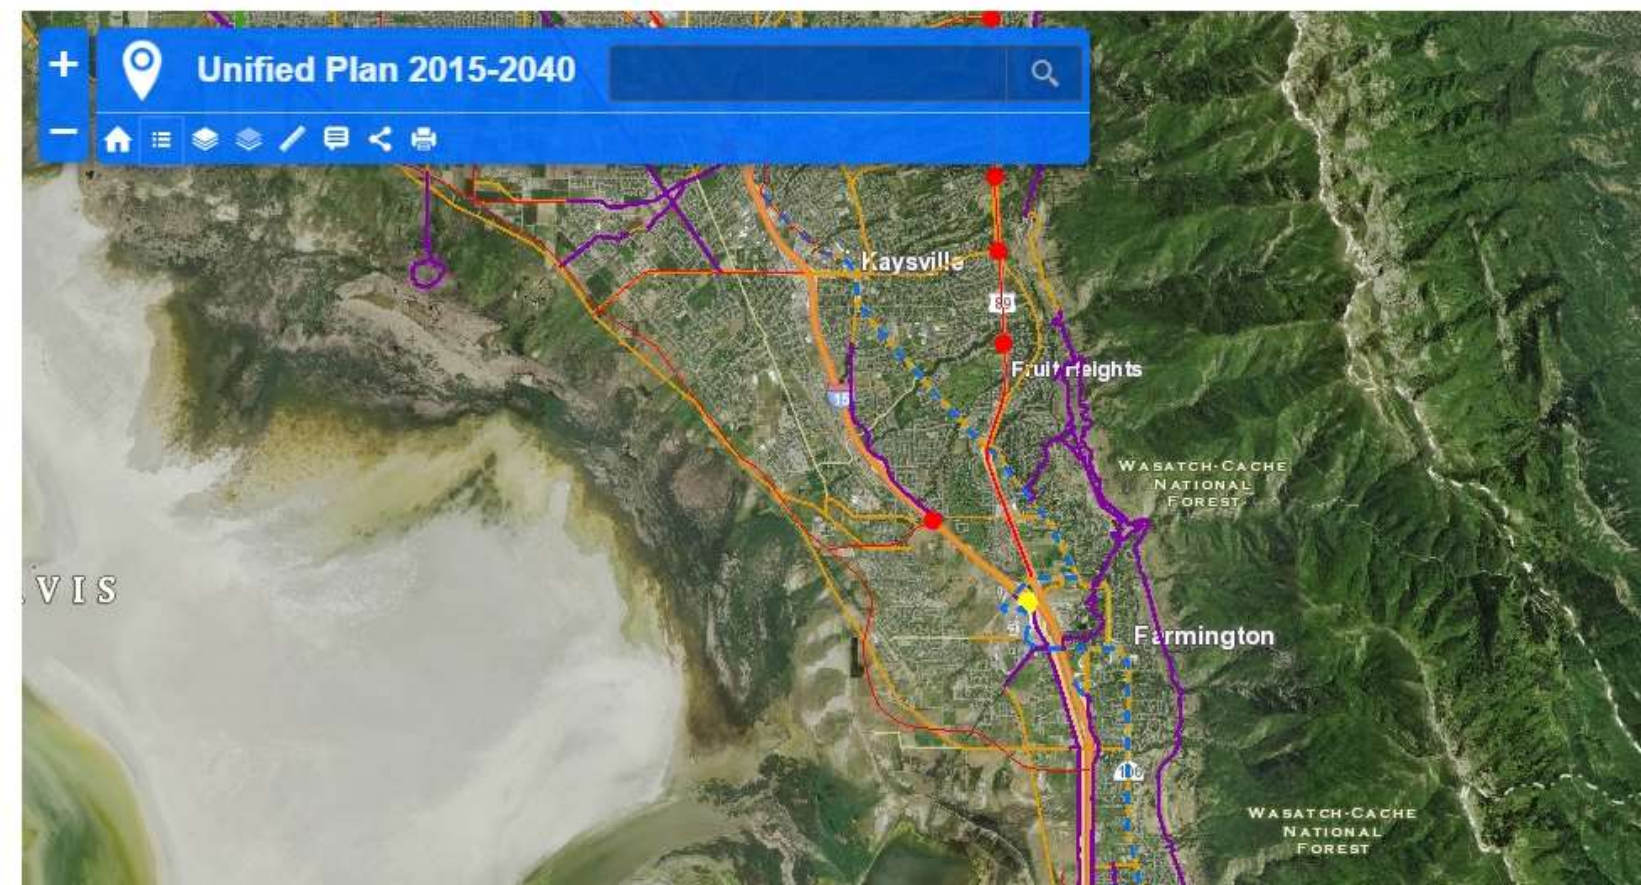 Unified Plan 2015-2040
Kaysville
89
Fruit Heights
15
WASATCH-CACHE
NATIONAL
FOREST
VIS
Farmington
106
WASATCH-CACHE
NATIONAL
FOREST